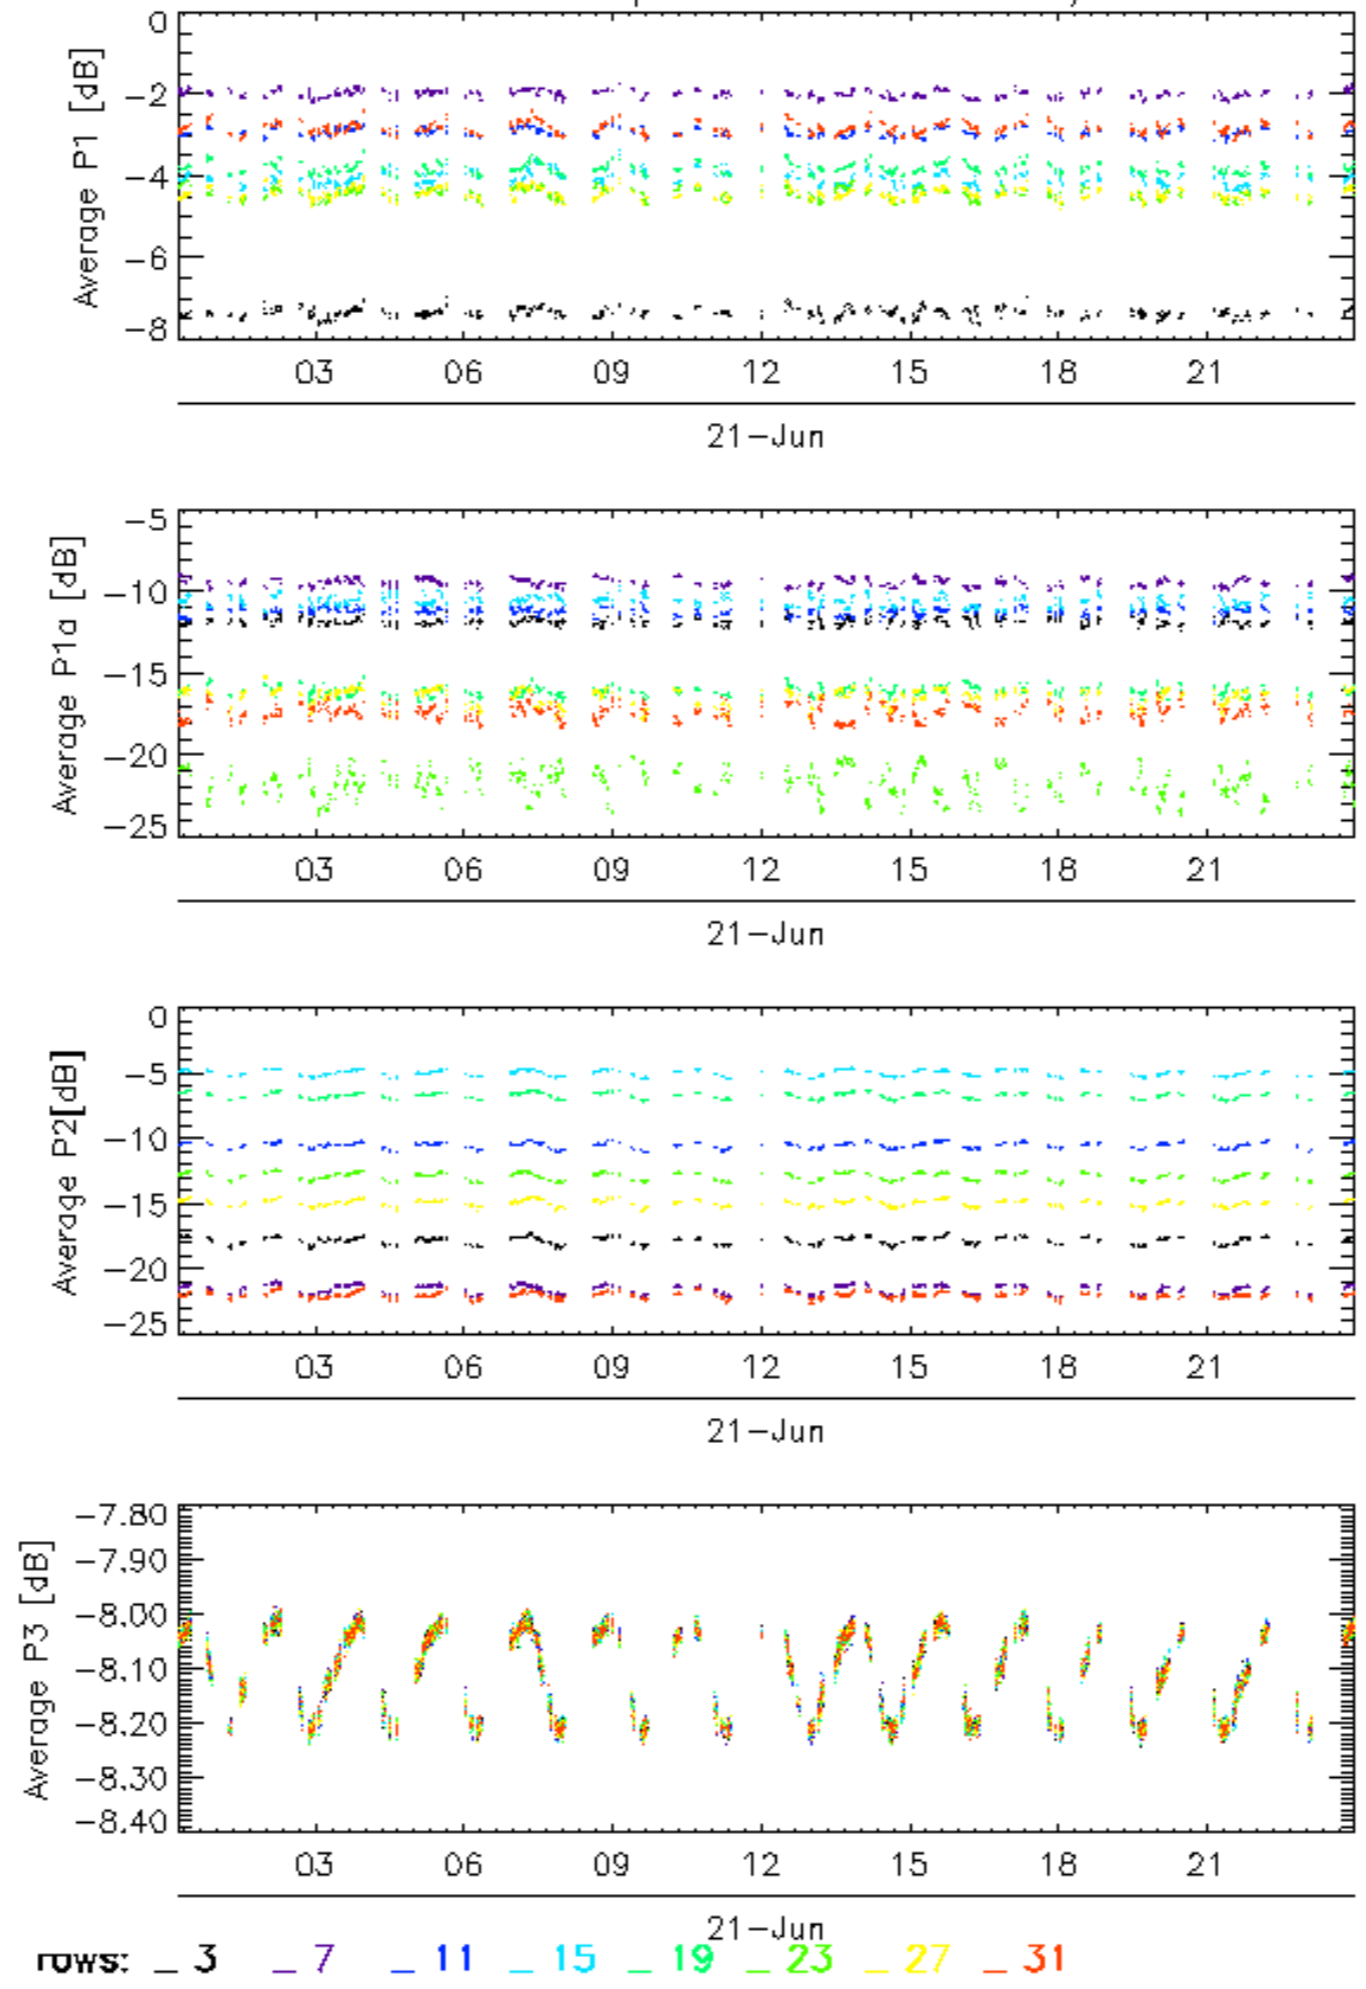 0
−2
−4
−6
−8
Average P1 [dB]
03 06 09 12 15 18 21
21−Jun
−5
−10
−15
−20
−25
Average P1a [dB]
03 06 09 12 15 18 21
21−Jun
0
−5
−10
−15
−20
−25
Average P2[dB]
03 06 09 12 15 18 21
21−Jun
−7.80
−7.90
−8.00
−8.10
−8.20
−8.30
−8.40
Average P3 [dB]
03 06 09 12 15 18 21
21−Jun
rows: _ 3 _ 7 _ 11 _ 15 _ 19 _ 23 _ 27 _ 31